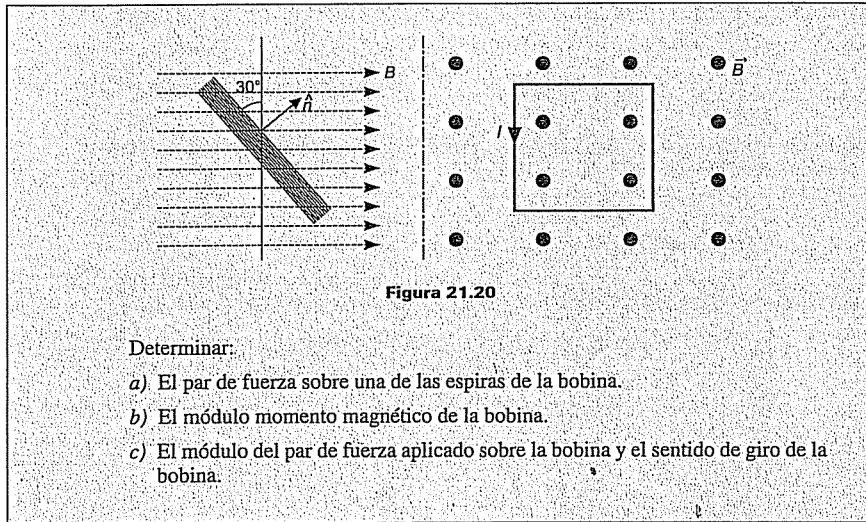 B
30°
n̂
B⃗
I
Figura 21.20
Determinar:
a) El par de fuerza sobre una de las espiras de la bobina.
b) El módulo momento magnético de la bobina.
c) El módulo del par de fuerza aplicado sobre la bobina y el sentido de giro de la
bobina.